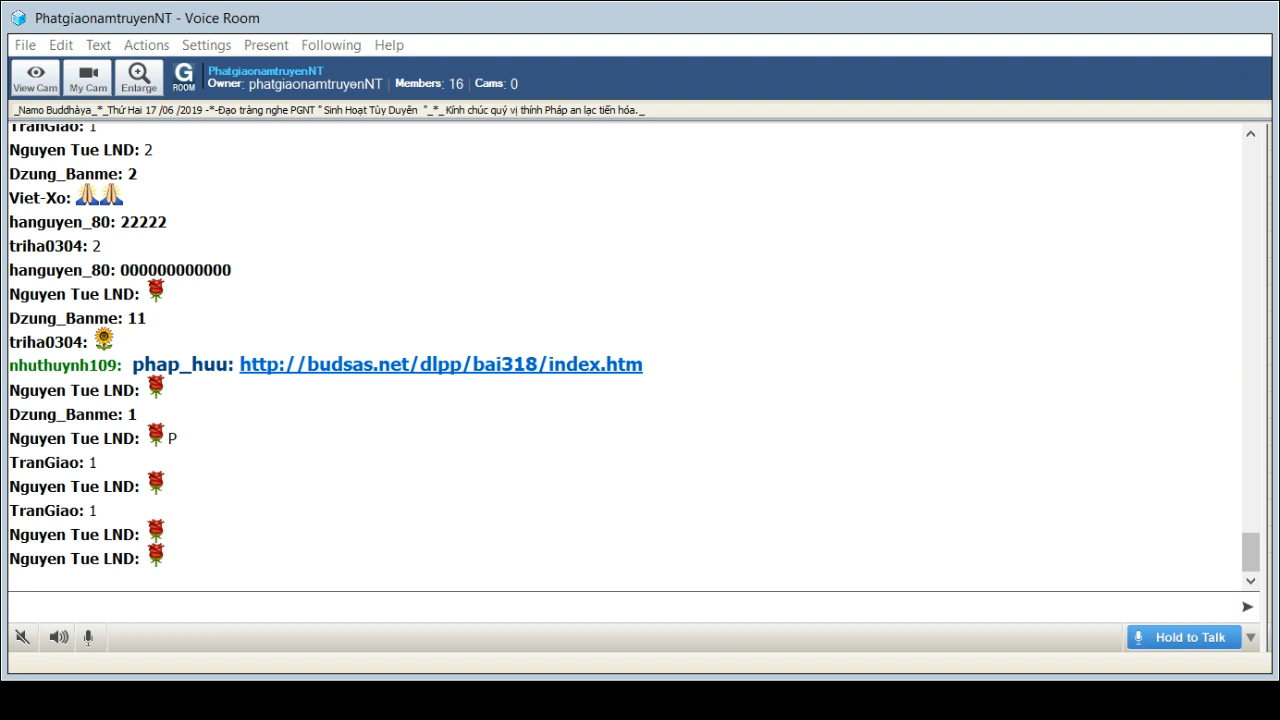 PhatgiaonamtruyenNT - Voice Room
File Edit Text Actions Settings Present Following Help
View Cam My Cam Enlarge G ROOM
PhatgiaonamtruyenNT
Owner: phatgiaonamtruyenNT Members: 16 Cams: 0
_Namo Buddhàya_*_Thứ Hai 17 /06 /2019 -*-Đạo tràng nghe PGNT " Sinh Hoạt Tùy Duyên "_*_ Kính chúc quý vị thính Pháp an lạc tiến hóa._
TranGiao: 1
Nguyen Tue LND: 2
Dzung_Banme: 2
Viet-Xo: 🙏🙏
hanguyen_80: 22222
triha0304: 2
hanguyen_80: 000000000000
Nguyen Tue LND: 🌹
Dzung_Banme: 11
triha0304: 🌻
nhuthuynh109: phap_huu: http://budsas.net/dlpp/bai318/index.htm
Nguyen Tue LND: 🌹
Dzung_Banme: 1
Nguyen Tue LND: 🌹P
TranGiao: 1
Nguyen Tue LND: 🌹
TranGiao: 1
Nguyen Tue LND: 🌹
Nguyen Tue LND: 🌹
Hold to Talk